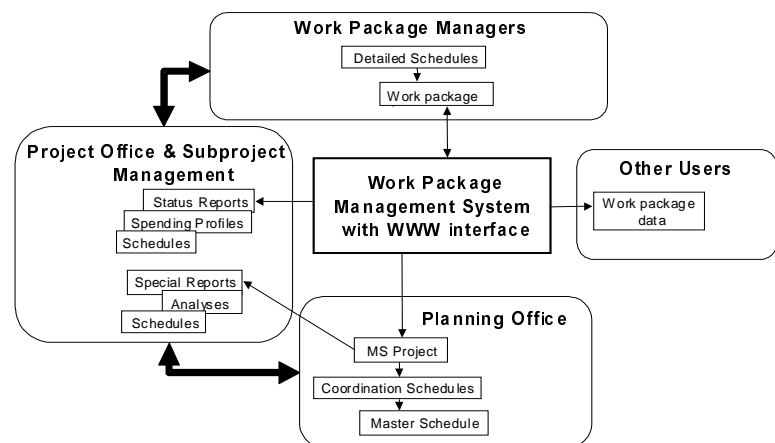 Work Package Managers
Detailed Schedules
Work package
Project Office & Subproject
Management
Status Reports
Spending Profiles
Schedules
Special Reports
Analyses
Schedules
Work Package
Management System
with WWW interface
Other Users
Work package
data
Planning Office
MS Project
Coordination Schedules
Master Schedule